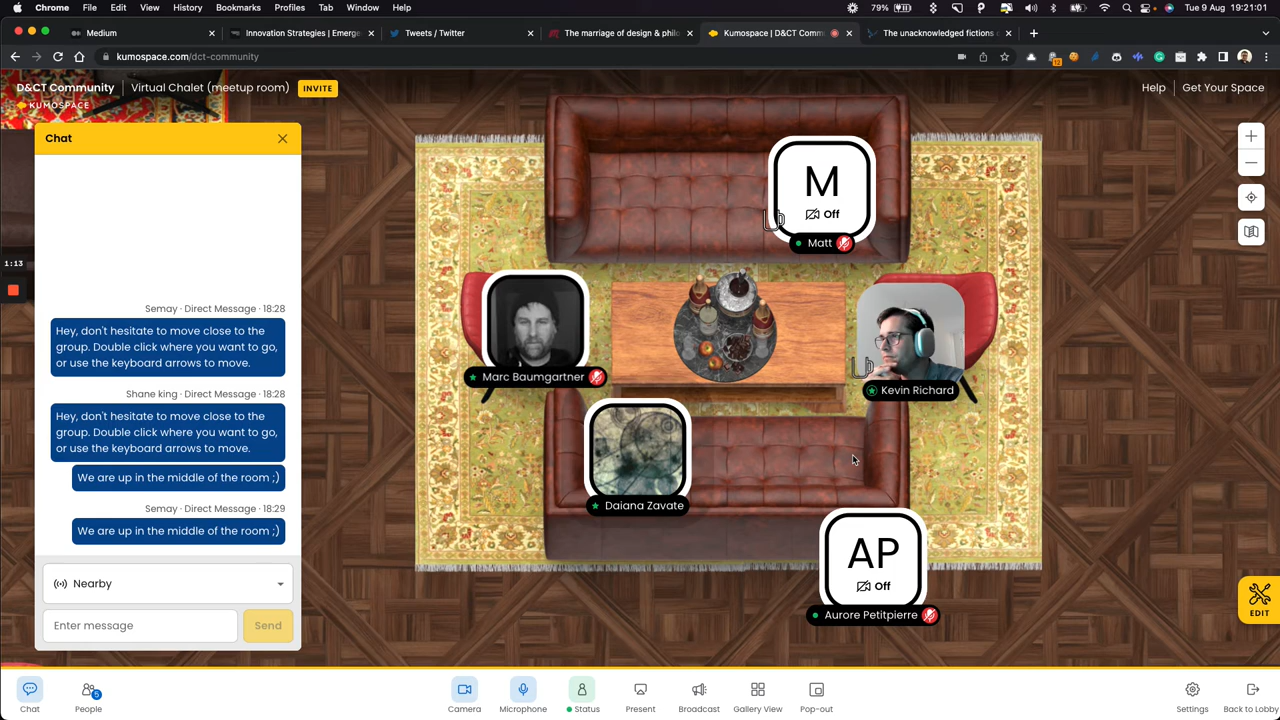 Chrome File Edit View History Bookmarks Profiles Tab Window Help
79% Tue 9 Aug 19:21:01
Medium
Innovation Strategies | Emerge
Tweets / Twitter
The marriage of design & philo
Kumospace | D&CT Comm
The unacknowledged fictions
kumospace.com/dct-community
D&CT Community Virtual Chalet (meetup room) INVITE
KUMOSPACE
Help Get Your Space
Chat
1:13
Semay · Direct Message · 18:28
Hey, don't hesitate to move close to the
group. Double click where you want to go,
or use the keyboard arrows to move.
Shane king · Direct Message · 18:28
Hey, don't hesitate to move close to the
group. Double click where you want to go,
or use the keyboard arrows to move.
We are up in the middle of the room ;)
Semay · Direct Message · 18:29
We are up in the middle of the room ;)
Nearby
Enter message
Send
M
Off
Matt
Marc Baumgartner
Kevin Richard
Daiana Zavate
AP
Off
Aurore Petitpierre
EDIT
Chat
5
People
Camera
Microphone
Status
Present
Broadcast
Gallery View
Pop-out
Settings
Back to Lobby